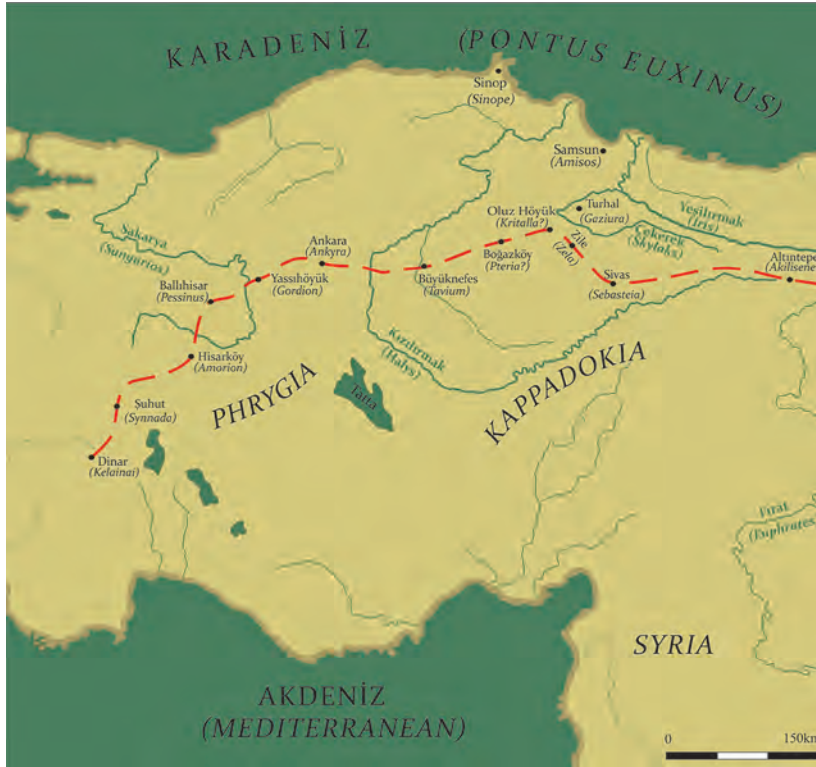 KARADENİZ (PONTUS EUXINUS)
Sinop
(Sinope)
Samsun
(Amisos)
Oluz Höyük
(Kritalla?)
Turhal
(Gaziura)
Yeşilırmak
(Iris)
Çekerek
(Skylaks)
Zile
(Zela)
Sakarya
(Sungurios)
Ankara
(Ankyra)
Ballıhisar
(Pessinus)
Yassıhöyük
(Gordion)
Büyüknefes
(Tavium)
Boğazköy
(Pteria?)
Sivas
(Sebasteia)
Altıntepe
(Akilisene
Kızılırmak
(Halys)
Hisarköy
(Amorion)
PHRYGIA
Tatta
KAPPADOKIA
Şuhut
(Synnada)
Dinar
(Kelainai)
Fırat
(Euphrates)
SYRIA
AKDENİZ
(MEDITERRANEAN)
0 150km